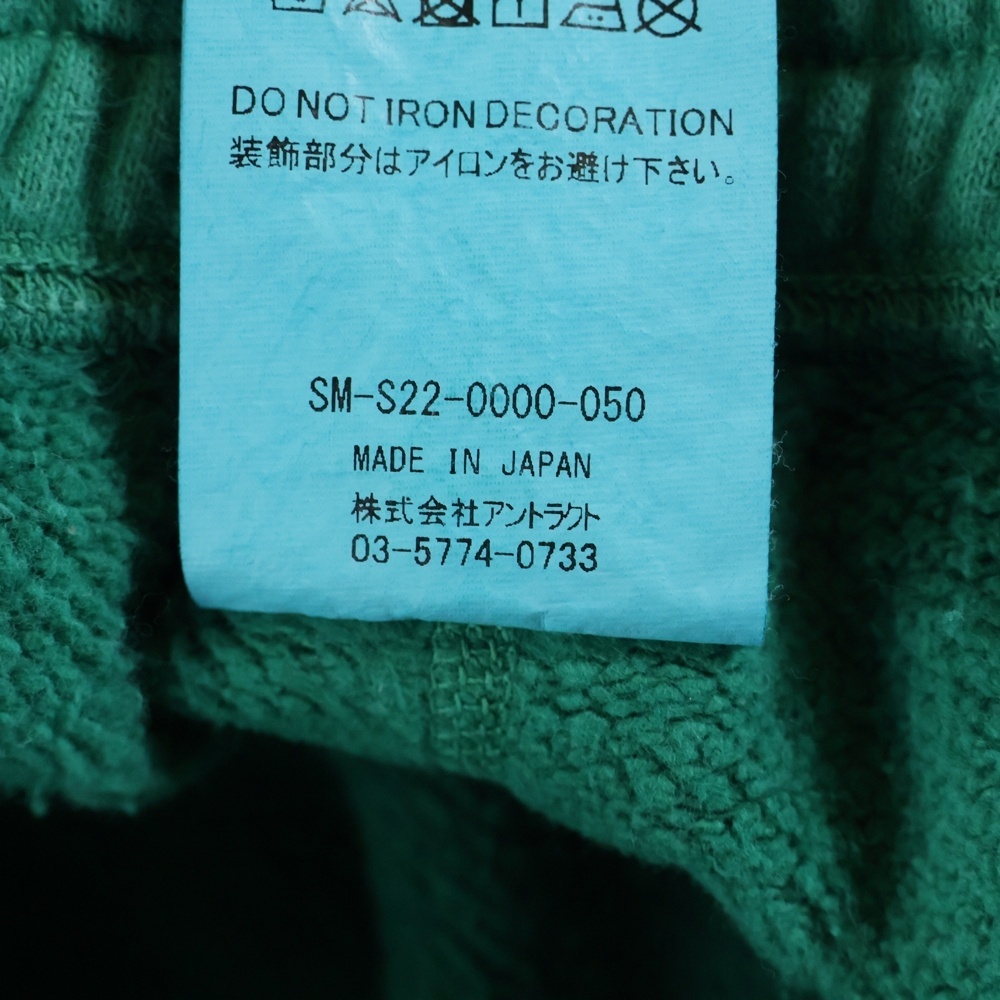 DO NOT IRON DECORATION
装飾部分はアイロンをお避け下さい。
SM-S22-0000-050
MADE IN JAPAN
株式会社アントラクト
03-5774-0733